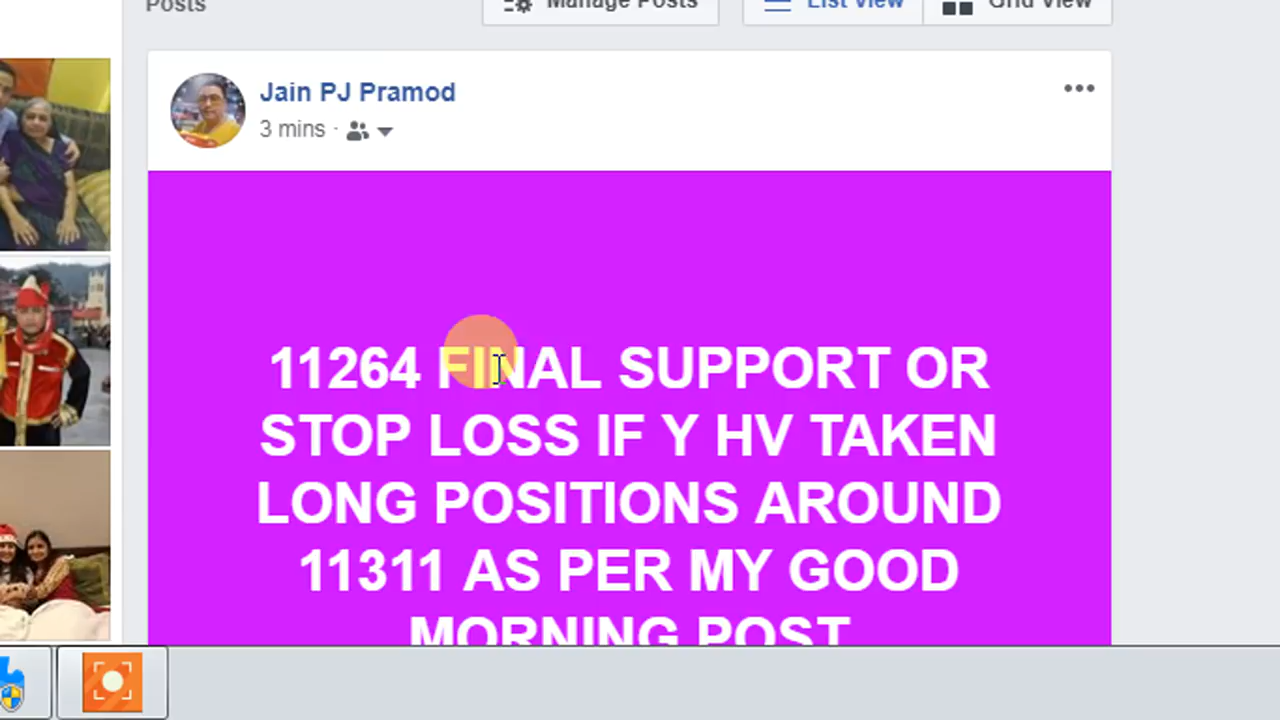 Posts
Manage Posts
List View
Grid View
Jain PJ Pramod
3 mins ·
11264 FINAL SUPPORT OR
STOP LOSS IF Y HV TAKEN
LONG POSITIONS AROUND
11311 AS PER MY GOOD
MORNING POST